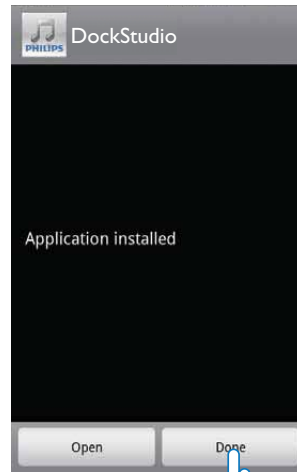 PHILIPS
DockStudio
Application installed
Open
Done